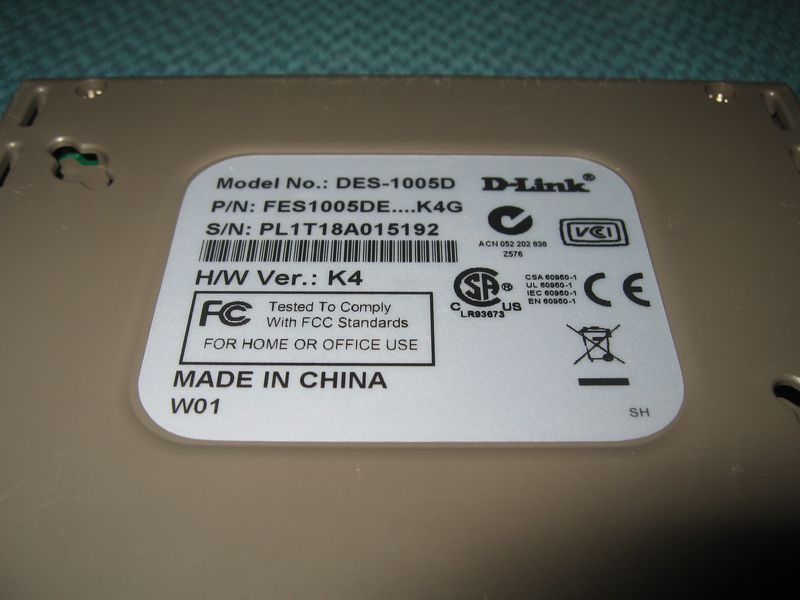 Model No.: DES-1005D
D-Link®
P/N: FES1005DE....K4G
S/N: PL1T18A015192
ACN 052 202 838
Z576
VCI
H/W Ver.: K4
FC Tested To Comply
With FCC Standards
FOR HOME OR OFFICE USE
SA ®
C US
LR93673
CSA 60950-1
UL 60950-1
IEC 60950-1
EN 60950-1
CE
MADE IN CHINA
W01
SH